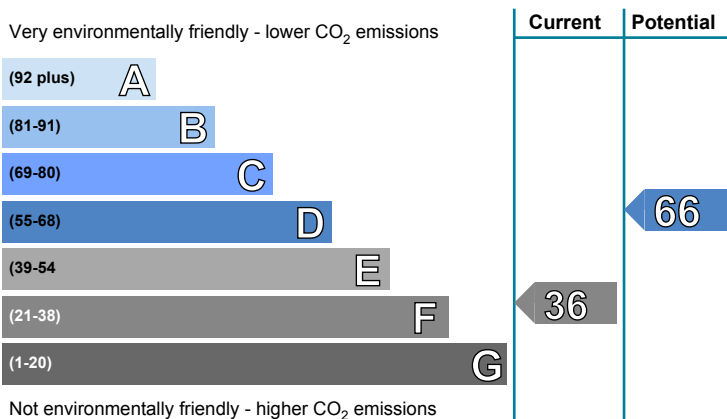 Current Potential
Very environmentally friendly - lower CO₂ emissions
(92 plus) A
(81-91) B
(69-80) C
(55-68) D
66
(39-54 E
(21-38) F
36
(1-20) G
Not environmentally friendly - higher CO₂ emissions